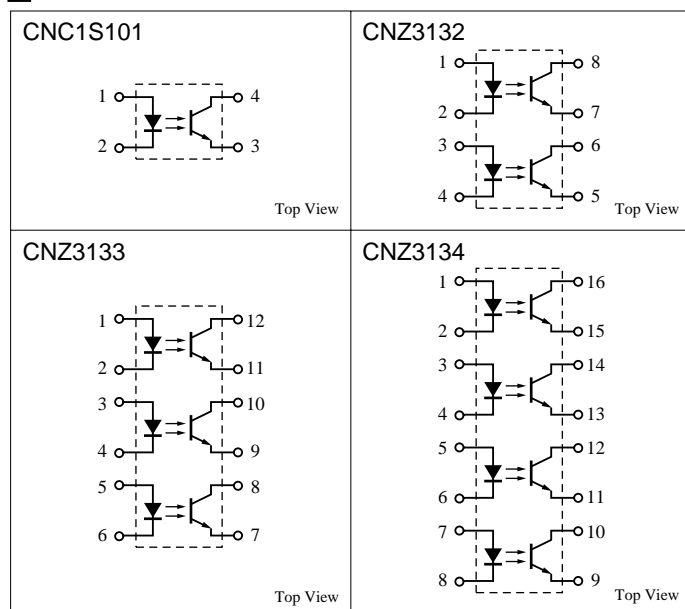 CNC1S101
1 4
2 3
Top View
CNZ3132
1 8
2 7
3 6
4 5
Top View
CNZ3133
1 12
2 11
3 10
4 9
5 8
6 7
Top View
CNZ3134
1 16
2 15
3 14
4 13
5 12
6 11
7 10
8 9
Top View